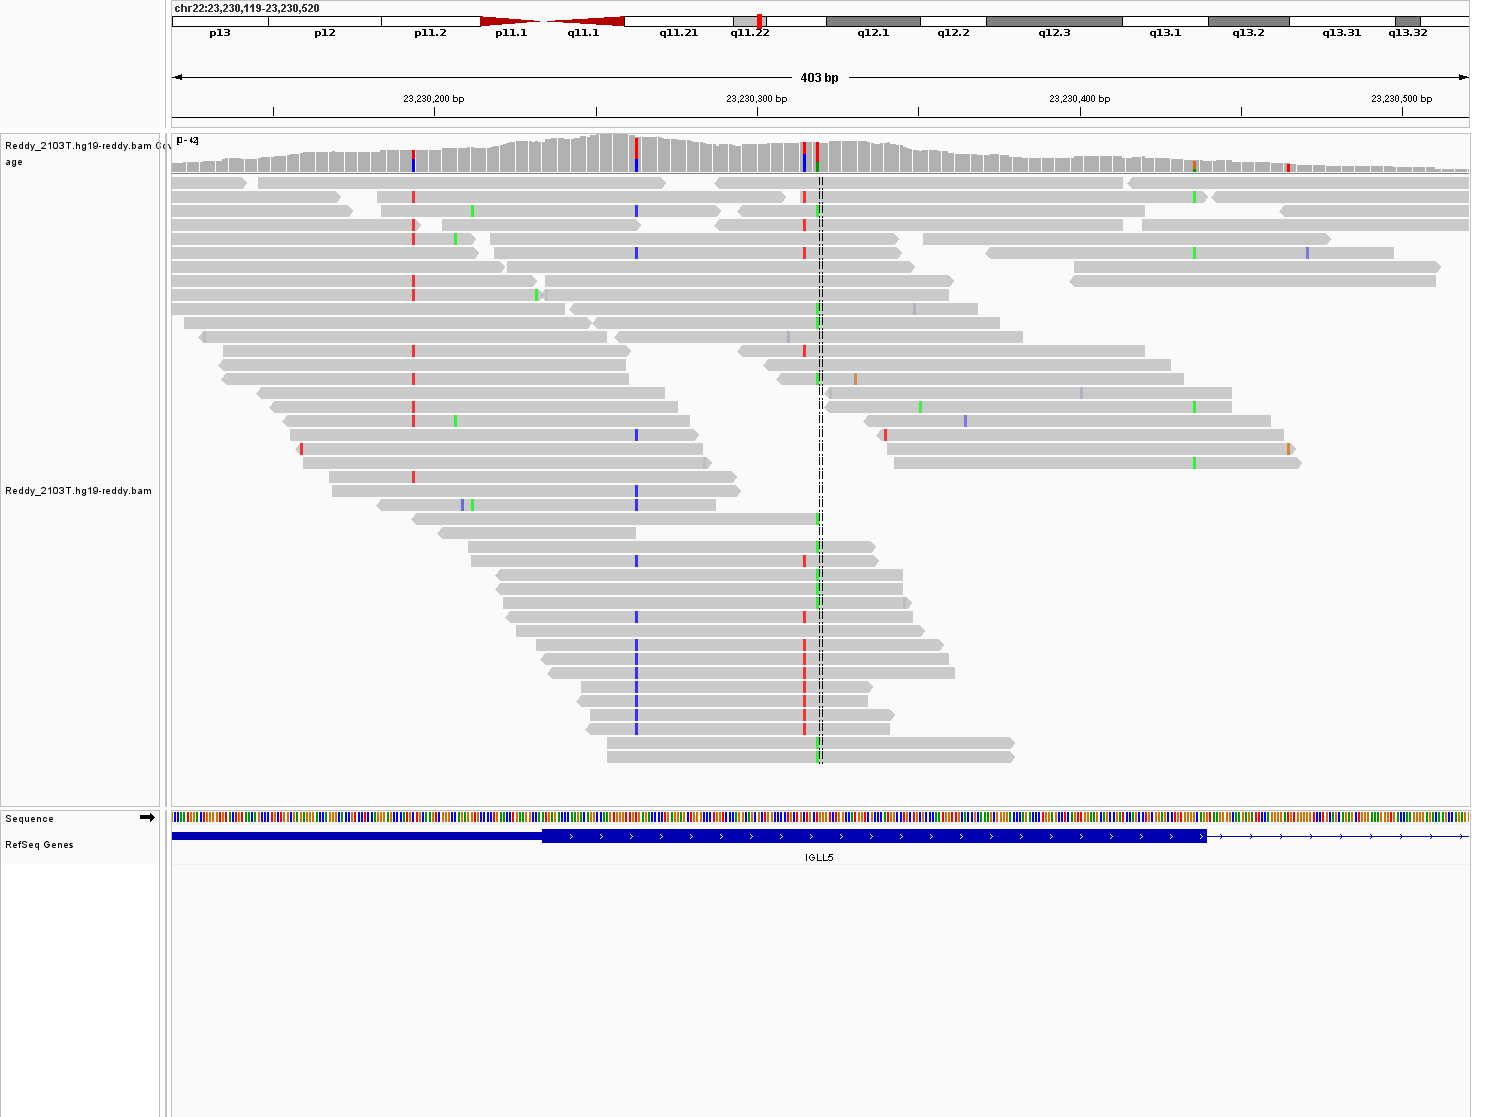 chr22:23,230,119-23,230,520
p13 p12 p11.2 p11.1 q11.1 q11.21 q11.22 q12.1 q12.2 q12.3 q13.1 q13.2 q13.31 q13.32
403 bp
23,230,200 bp 23,230,300 bp 23,230,400 bp 23,230,500 bp
[0 - 42]
Reddy_2103T.hg19-reddy.bam Cov
age
Reddy_2103T.hg19-reddy.bam
Sequence
RefSeq Genes
IGLL5